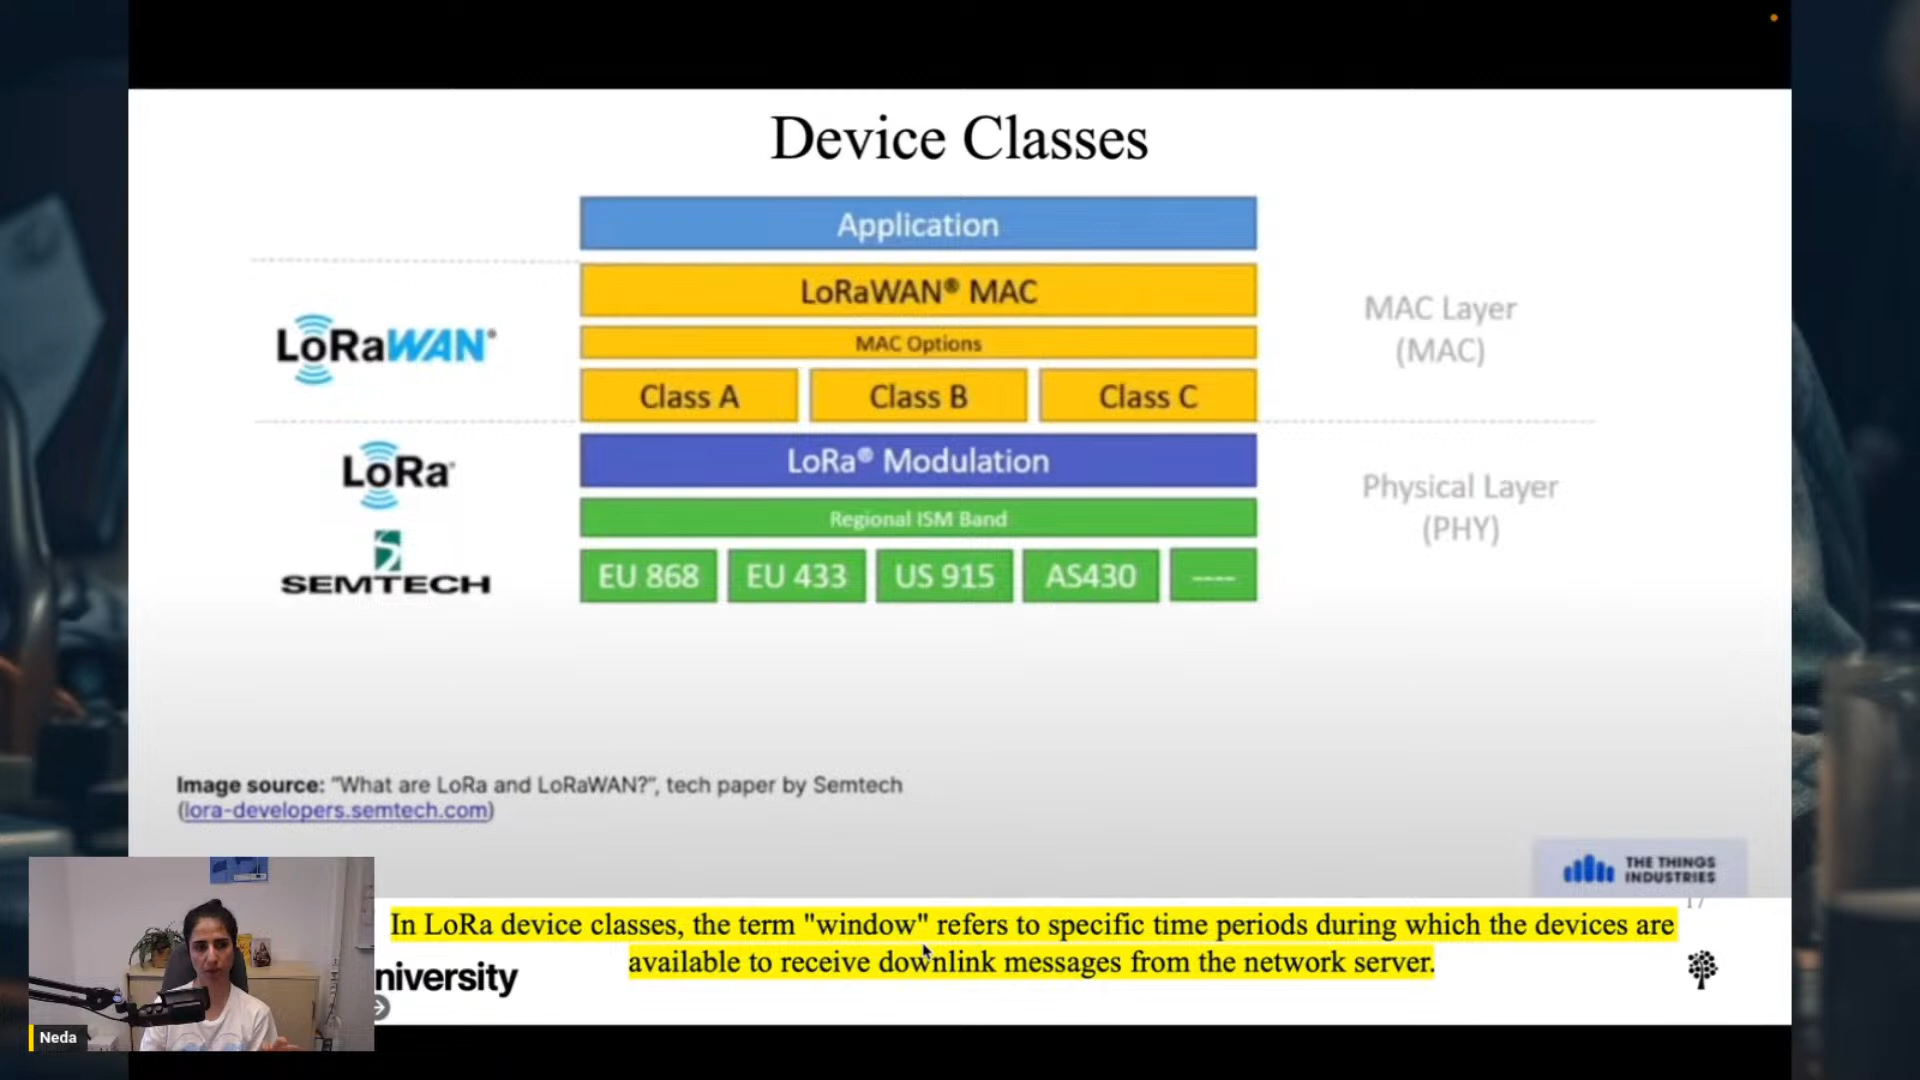 Device Classes
Application
LoRaWAN® MAC
LoRaWAN®
MAC Options
MAC Layer
(MAC)
Class A Class B Class C
LoRa® Modulation
LoRa®
Regional ISM Band
Physical Layer
(PHY)
SEMTECH
EU 868 EU 433 US 915 AS430 ----
Image source: "What are LoRa and LoRaWAN?", tech paper by Semtech
(lora-developers.semtech.com)
THE THINGS
INDUSTRIES
17
In LoRa device classes, the term "window" refers to specific time periods during which the devices are
available to receive downlink messages from the network server.
niversity
Neda